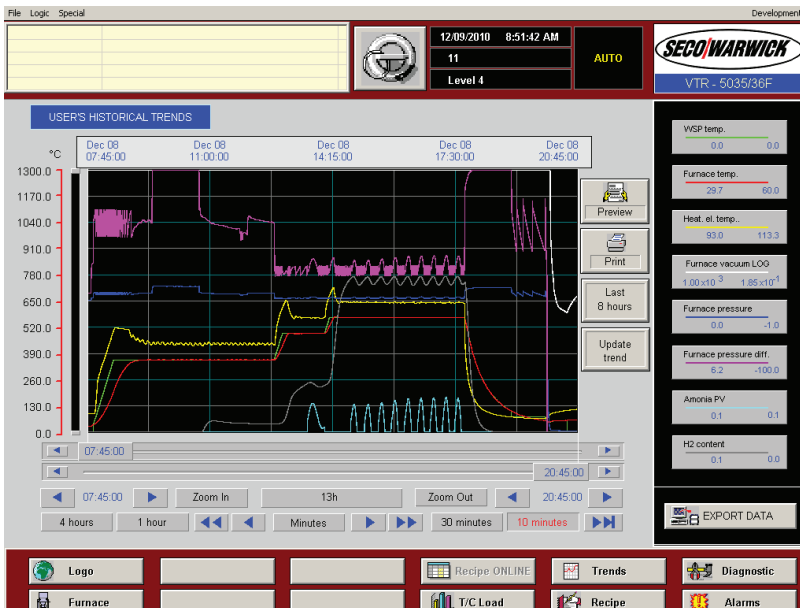 File Logic Special Development
12/09/2010 8:51:42 AM
11
Level 4
AUTO
SECO/WARWICK
VTR - 5035/36F
USER'S HISTORICAL TRENDS
°C
Dec 08 Dec 08 Dec 08 Dec 08 Dec 08
07:45:00 11:00:00 14:15:00 17:30:00 20:45:00
1300.0
1170.0
1040.0
910.0
780.0
650.0
520.0
390.0
260.0
130.0
0.0
Preview
Print
Last
8 hours
Update
trend
WSP temp.
0.0 0.0
Furnace temp.
29.7 60.0
Heat. el. temp..
93.0 113.3
Furnace vacuum LOG
1.00x10 3 1.85x10-1
Furnace pressure
0.0 -1.0
Furnace pressure diff.
6.2 -100.0
Amonia PV
0.1 0.1
H2 content
0.1 0.0
EXPORT DATA
07:45:00
20:45:00
07:45:00 Zoom In 13h Zoom Out 20:45:00
4 hours 1 hour Minutes 30 minutes 10 minutes
Logo Recipe ONLINE Trends Diagnostic
Furnace T/C Load Recipe Alarms